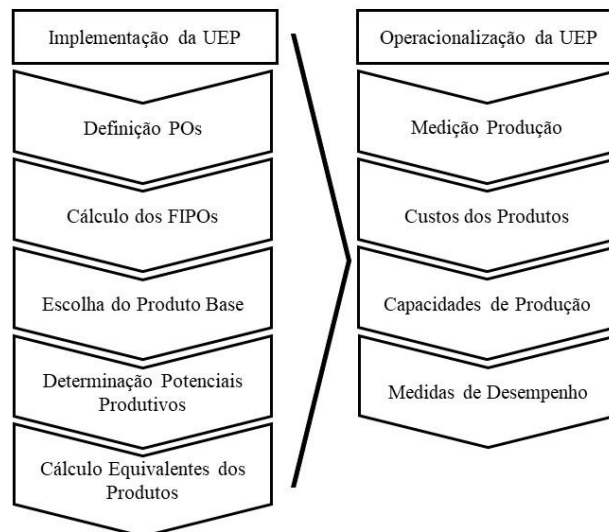 Implementação da UEP
Definição POs
Cálculo dos FIPOs
Escolha do Produto Base
Determinação Potenciais
Produtivos
Cálculo Equivalentes dos
Produtos
Operacionalização da UEP
Medição Produção
Custos dos Produtos
Capacidades de Produção
Medidas de Desempenho